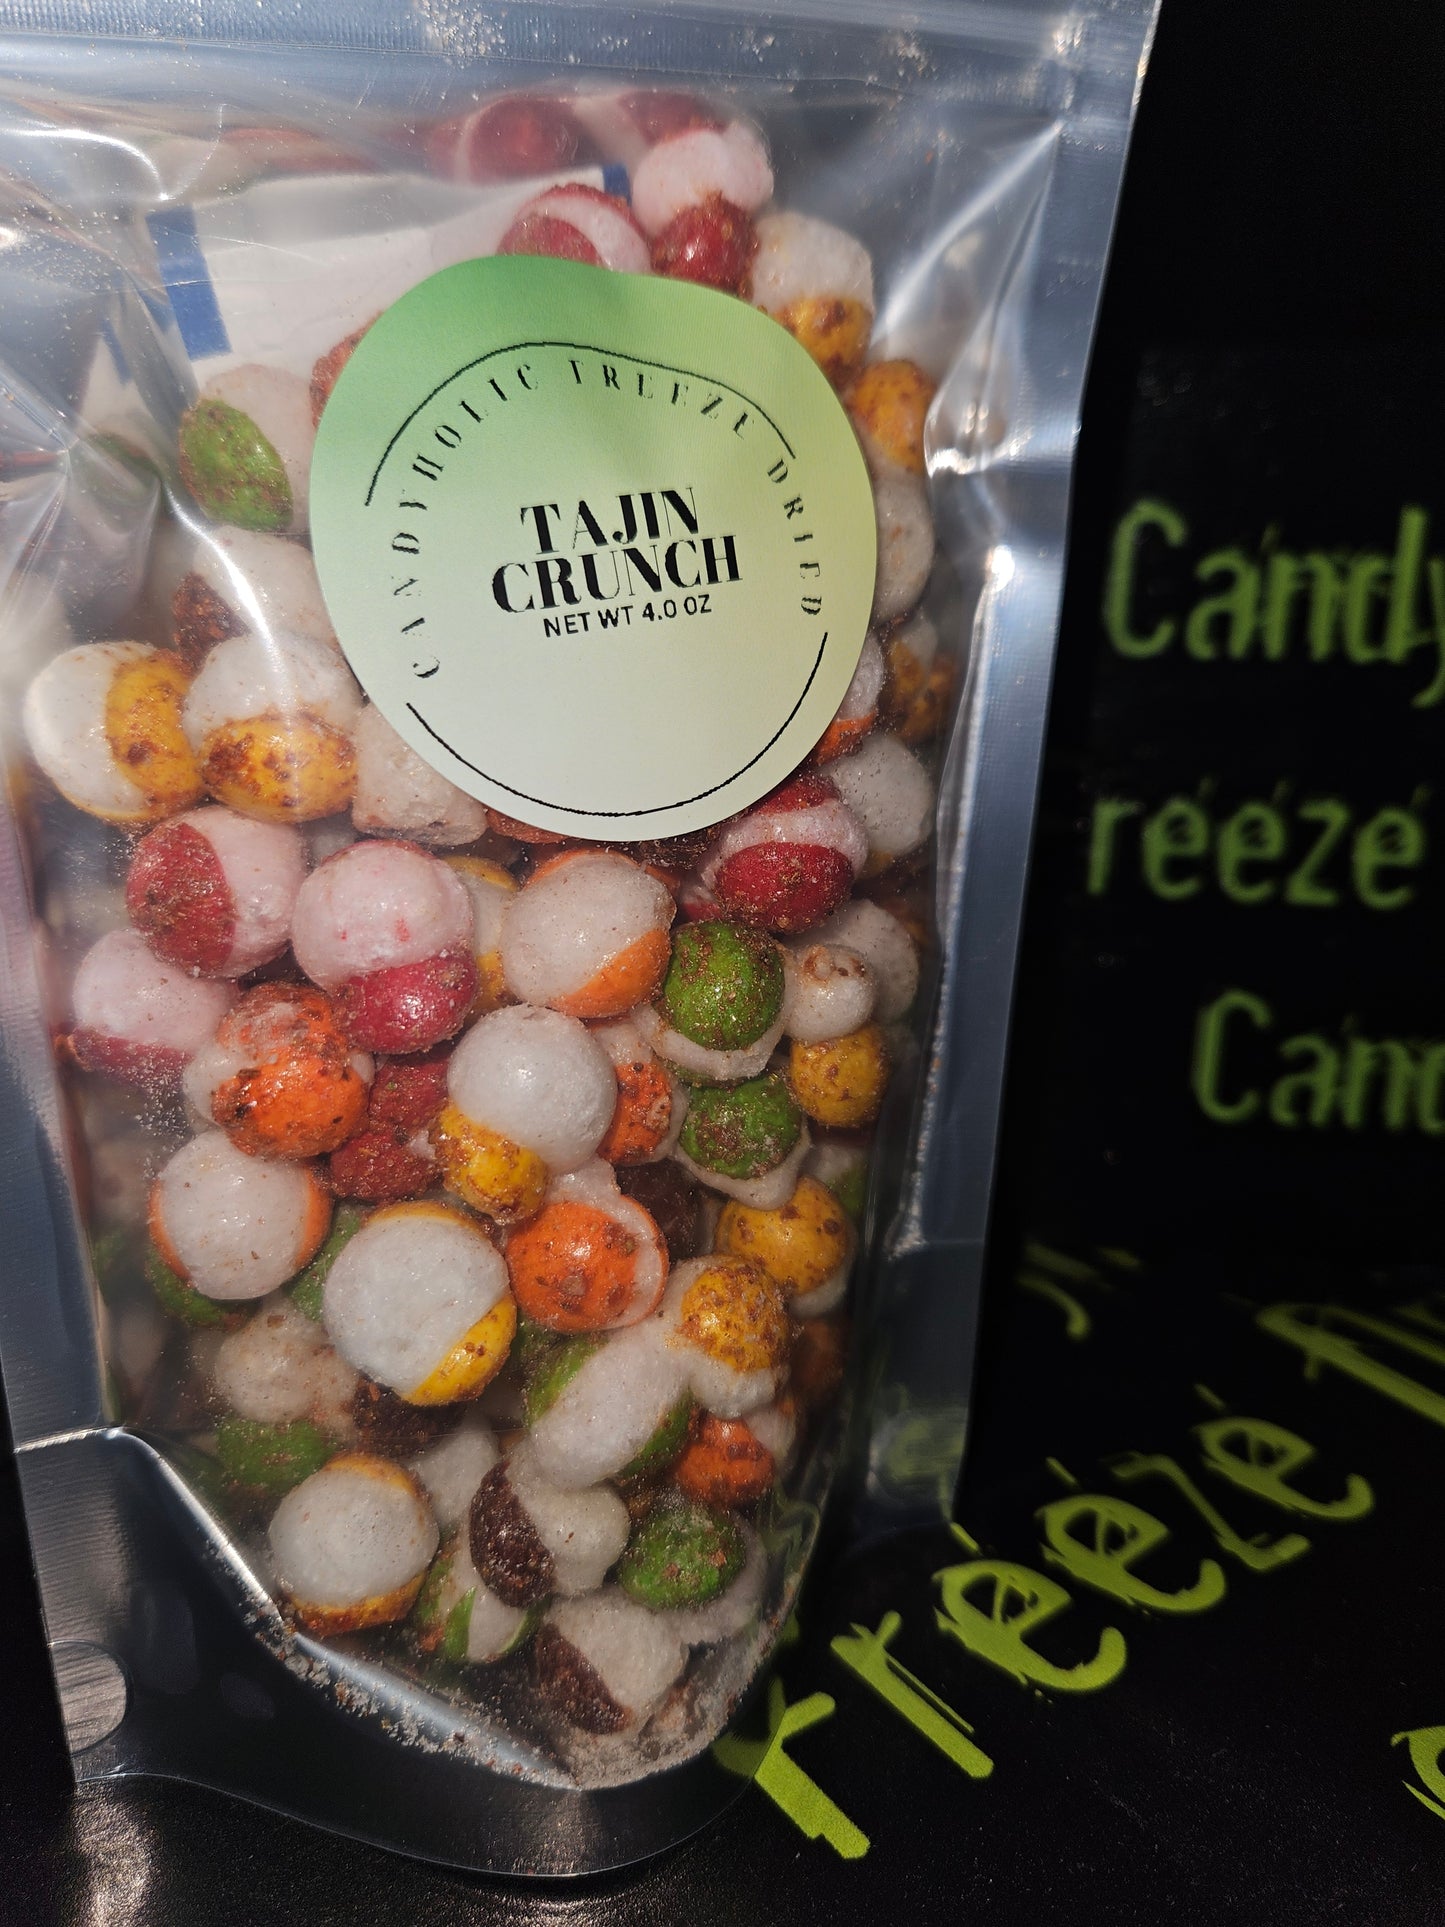 CANDYHOLIC FREEZE DRIED
TAJIN
CRUNCH
NET WT 4.0 OZ
Candy
reeze
Cand
reeze